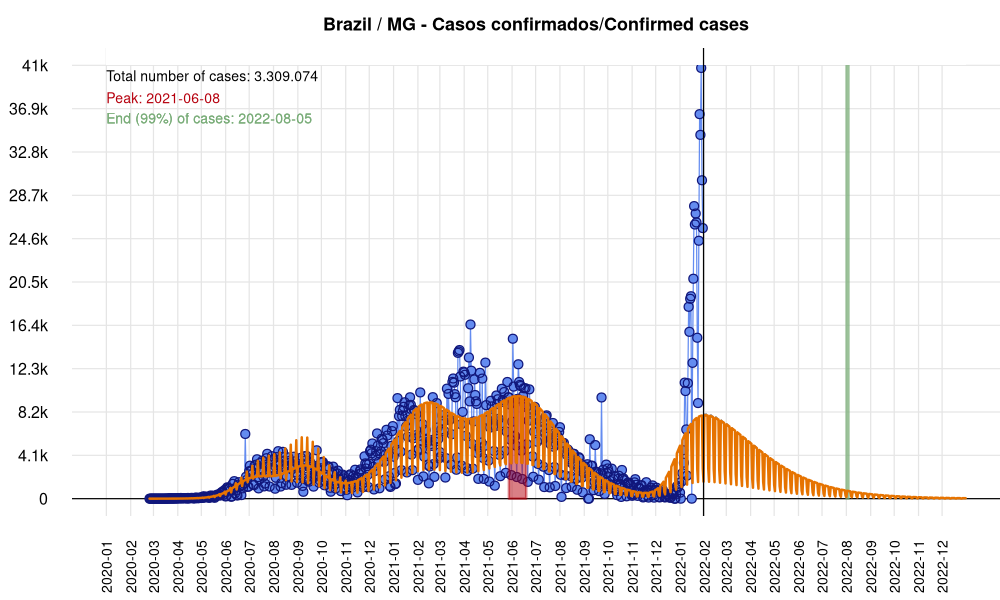 Brazil / MG - Casos confirmados/Confirmed cases
Total number of cases: 3.309.074
Peak: 2021-06-08
End (99%) of cases: 2022-08-05
41k
36.9k
32.8k
28.7k
24.6k
20.5k
16.4k
12.3k
8.2k
4.1k
0
2020-01
2020-02
2020-03
2020-04
2020-05
2020-06
2020-07
2020-08
2020-09
2020-10
2020-11
2020-12
2021-01
2021-02
2021-03
2021-04
2021-05
2021-06
2021-07
2021-08
2021-09
2021-10
2021-11
2021-12
2022-01
2022-02
2022-03
2022-04
2022-05
2022-06
2022-07
2022-08
2022-09
2022-10
2022-11
2022-12